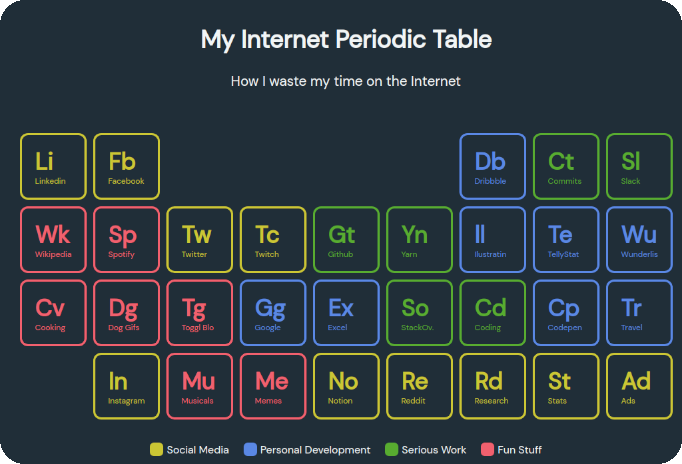 My Internet Periodic Table
How I waste my time on the Internet
Li Fb Db Ct Sl
Linkedin Facebook Dribbble Commits Slack
Wk Sp Tw Tc Gt Yn Il Te Wu
Wikipedia Spotify Twitter Twitch Github Yarn Ilustratin TellyStat Wunderlis
Cv Dg Tg Gg Ex So Cd Cp Tr
Cooking Dog Gifs Toggl Blo Google Excel StackOv. Coding Codepen Travel
In Mu Me No Re Rd St Ad
Instagram Musicals Memes Notion Reddit Research Stats Ads
Social Media Personal Development Serious Work Fun Stuff